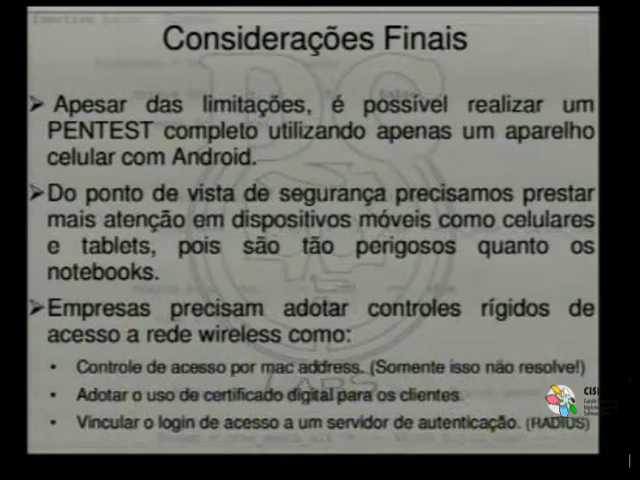 Considerações Finais
➤ Apesar das limitações, é possível realizar um
PENTEST completo utilizando apenas um aparelho
celular com Android.
➤ Do ponto de vista de segurança precisamos prestar
mais atenção em dispositivos móveis como celulares
e tablets, pois são tão perigosos quanto os
notebooks.
➤ Empresas precisam adotar controles rígidos de
acesso a rede wireless como:
• Controle de acesso por mac address. (Somente isso não resolve!)
• Adotar o uso de certificado digital para os clientes.
• Vincular o login de acesso a um servidor de autenticação. (RADIUS)
LABS